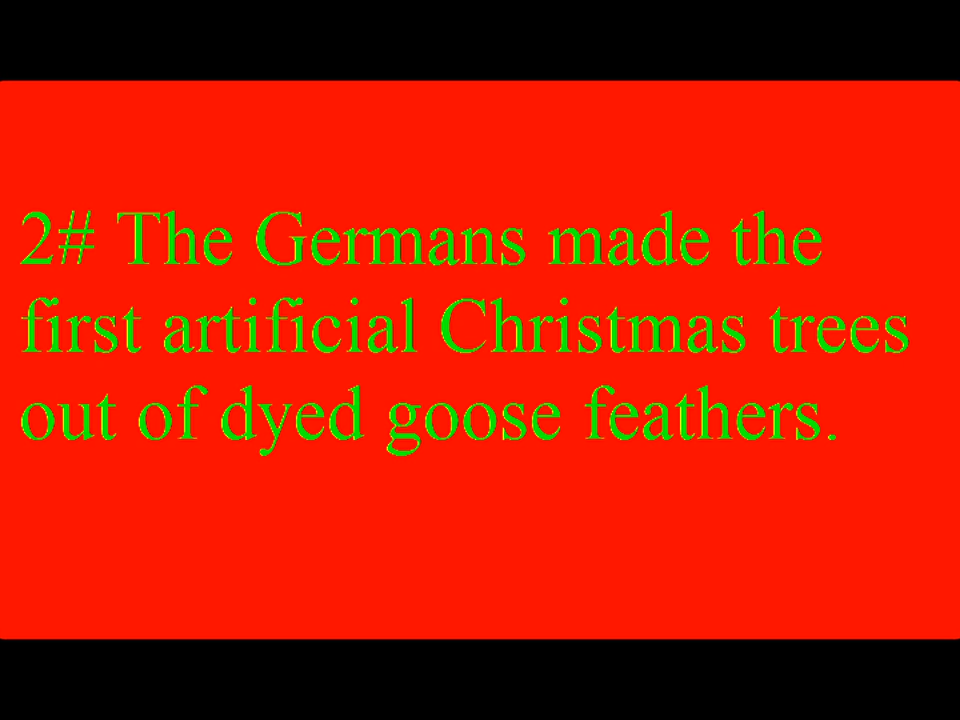 2# The Germans made the
first artificial Christmas trees
out of dyed goose feathers.